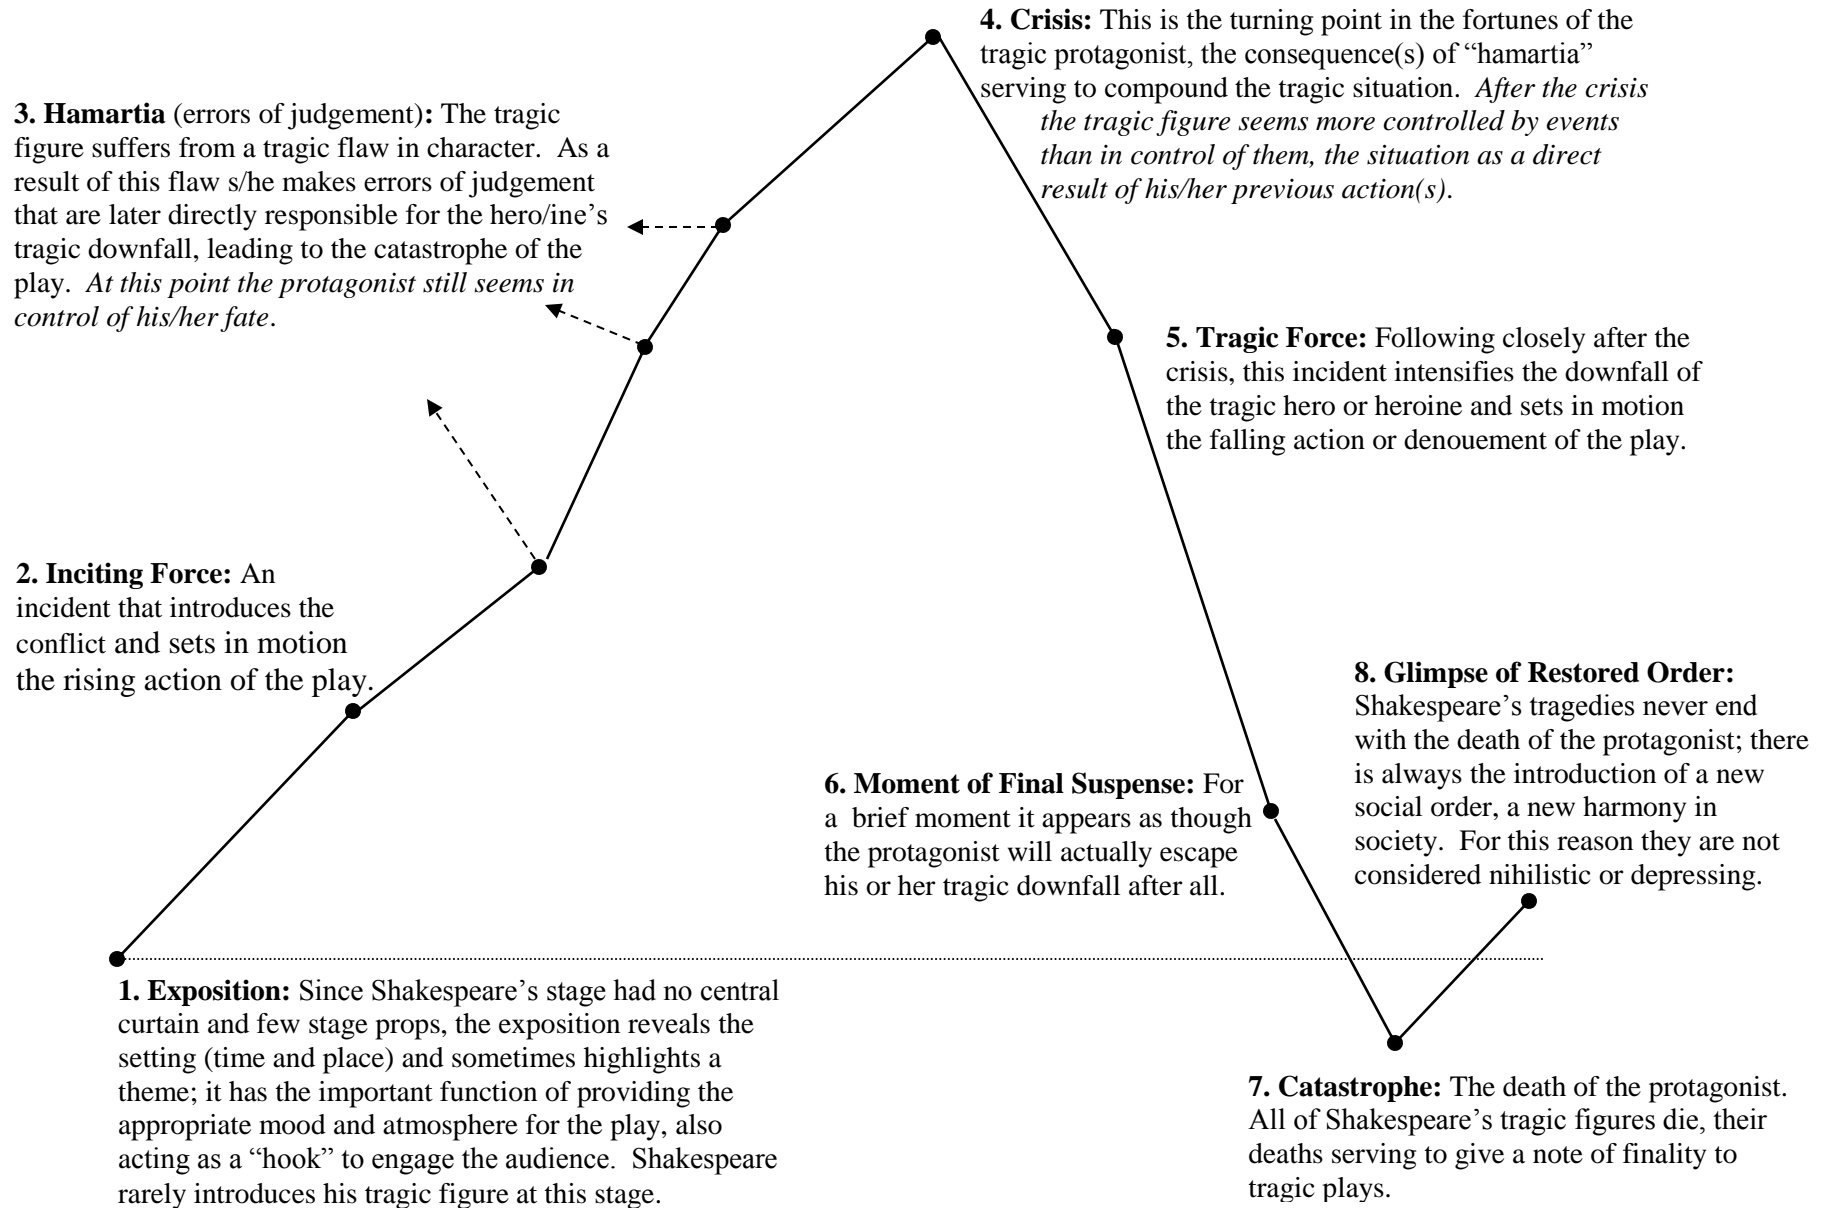 4. Crisis: This is the turning point in the fortunes of the
tragic protagonist, the consequence(s) of “hamartia”
serving to compound the tragic situation.  After the crisis
the tragic figure seems more controlled by events
than in control of them, the situation as a direct
result of his/her previous action(s).
3. Hamartia (errors of judgement): The tragic
figure suffers from a tragic flaw in character.  As a
result of this flaw s/he makes errors of judgement
that are later directly responsible for the hero/ine’s
tragic downfall, leading to the catastrophe of the
play.  At this point the protagonist still seems in
control of his/her fate.
5. Tragic Force: Following closely after the
crisis, this incident intensifies the downfall of
the tragic hero or heroine and sets in motion
the falling action or denouement of the play.
2. Inciting Force: An
incident that introduces the
conflict and sets in motion
the rising action of the play.
8. Glimpse of Restored Order:
Shakespeare’s tragedies never end
with the death of the protagonist; there
is always the introduction of a new
social order, a new harmony in
society.  For this reason they are not
considered nihilistic or depressing.
6. Moment of Final Suspense: For
a  brief moment it appears as though
the protagonist will actually escape
his or her tragic downfall after all.
1. Exposition: Since Shakespeare’s stage had no central
curtain and few stage props, the exposition reveals the
setting (time and place) and sometimes highlights a
theme; it has the important function of providing the
appropriate mood and atmosphere for the play, also
acting as a “hook” to engage the audience.  Shakespeare
rarely introduces his tragic figure at this stage.
7. Catastrophe: The death of the protagonist.
All of Shakespeare’s tragic figures die, their
deaths serving to give a note of finality to
tragic plays.